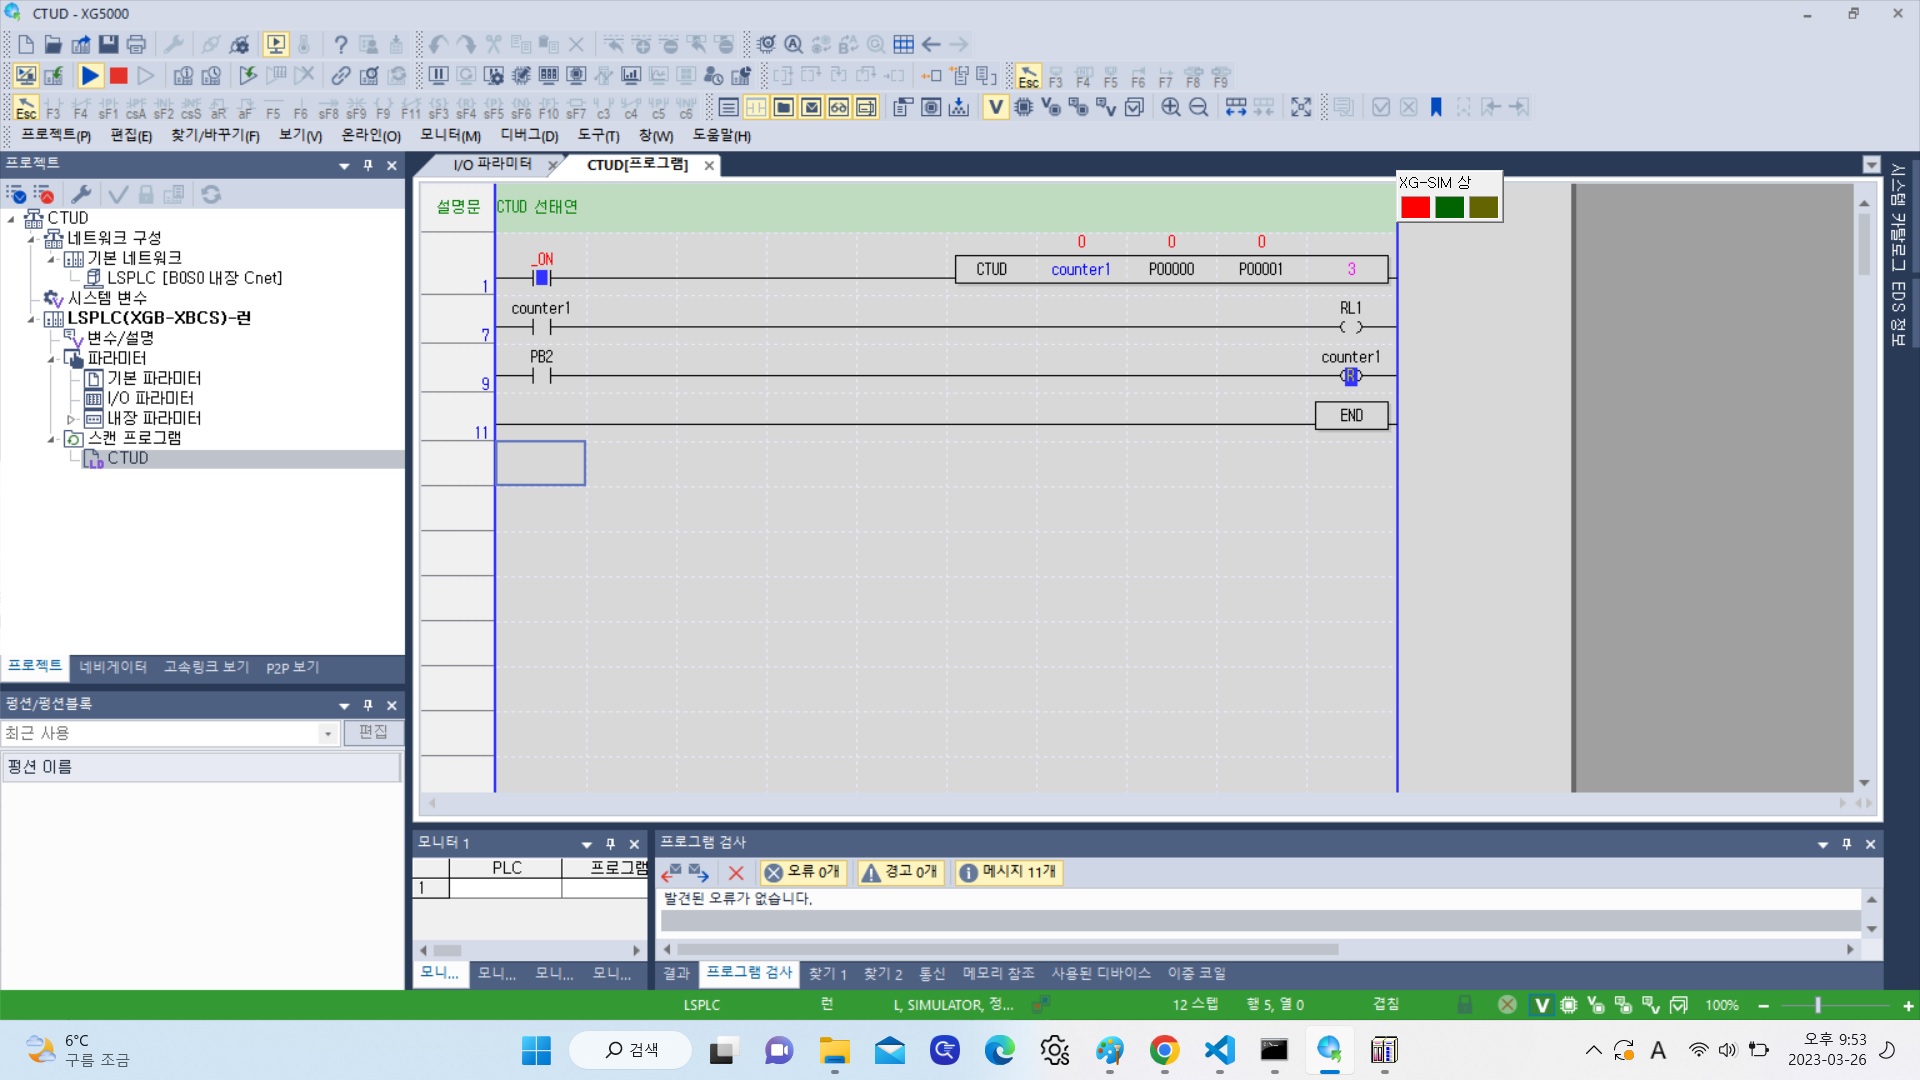 CTUD - XG5000
Esc F3 F4 F5 F6 F7 F8 F9
Esc F3 F4 sF1 csA sF2 csS aR aF F5 F6 sF8 sF9 F9 F11 sF3 sF4 sF5 sF6 F10 sF7 c3 c4 c5 c6
프로젝트(P) 편집(E) 찾기/바꾸기(F) 보기(V) 온라인(O) 모니터(M) 디버그(D) 도구(T) 창(W) 도움말(H)
프로젝트
CTUD
네트워크 구성
기본 네트워크
LSPLC [B0S0 내장 Cnet]
시스템 변수
LSPLC(XGB-XBCS)-런
변수/설명
파라미터
기본 파라미터
I/O 파라미터
내장 파라미터
스캔 프로그램
CTUD
프로젝트 네비게이터 고속링크 보기 P2P 보기
펑션/펑션블록
최근 사용 편집
펑션 이름
I/O 파라미터 CTUD[프로그램]
설명문 CTUD 선태연
XG-SIM 상
0 0 0
_ON
CTUD counter1 P00000 P00001 3
1
counter1 RL1
7
PB2 counter1
R
9
END
11
시스템 카탈로그
EDS 정보
모니터 1
PLC 프로그램
1
모니... 모니... 모니... 모니...
프로그램 검사
오류 0개 경고 0개 메시지 11개
발견된 오류가 없습니다.
결과 프로그램 검사 찾기 1 찾기 2 통신 메모리 참조 사용된 디바이스 이중 코일
LSPLC 런 L, SIMULATOR, 정... 12 스텝 행 5, 열 0 겹침 100%
6°C
구름 조금
검색
A
오후 9:53
2023-03-26